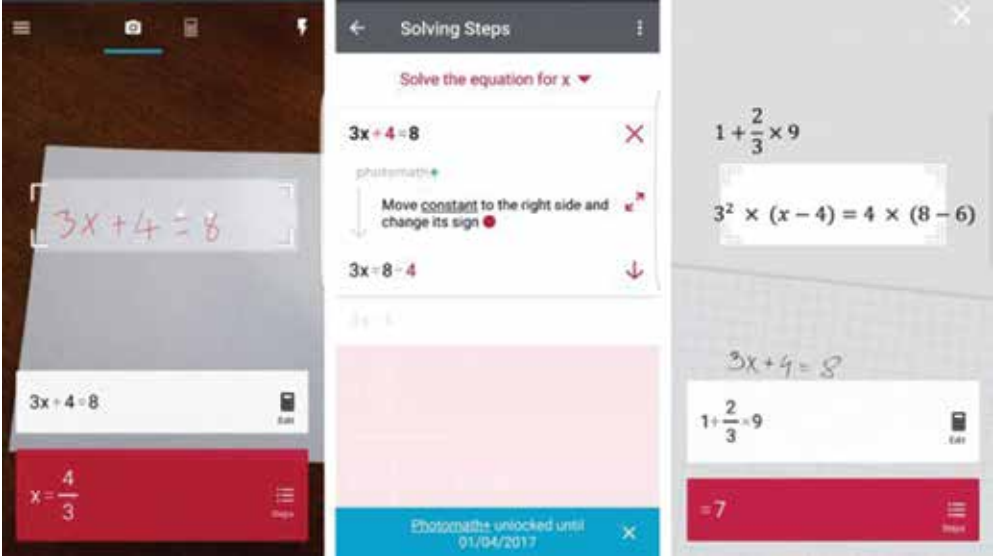 3x + 4 = 8
3x + 4 = 8
Edit
x = 4/3
Steps
Solving Steps
Solve the equation for x
3x + 4 = 8
photomath+
Move constant to the right side and
change its sign
3x = 8 - 4
Photomath+ unlocked until
01/04/2017
1 + 2/3 × 9
3² × (x − 4) = 4 × (8 − 6)
3x + 4 = 8
1 + 2/3 × 9
Edit
= 7
Steps